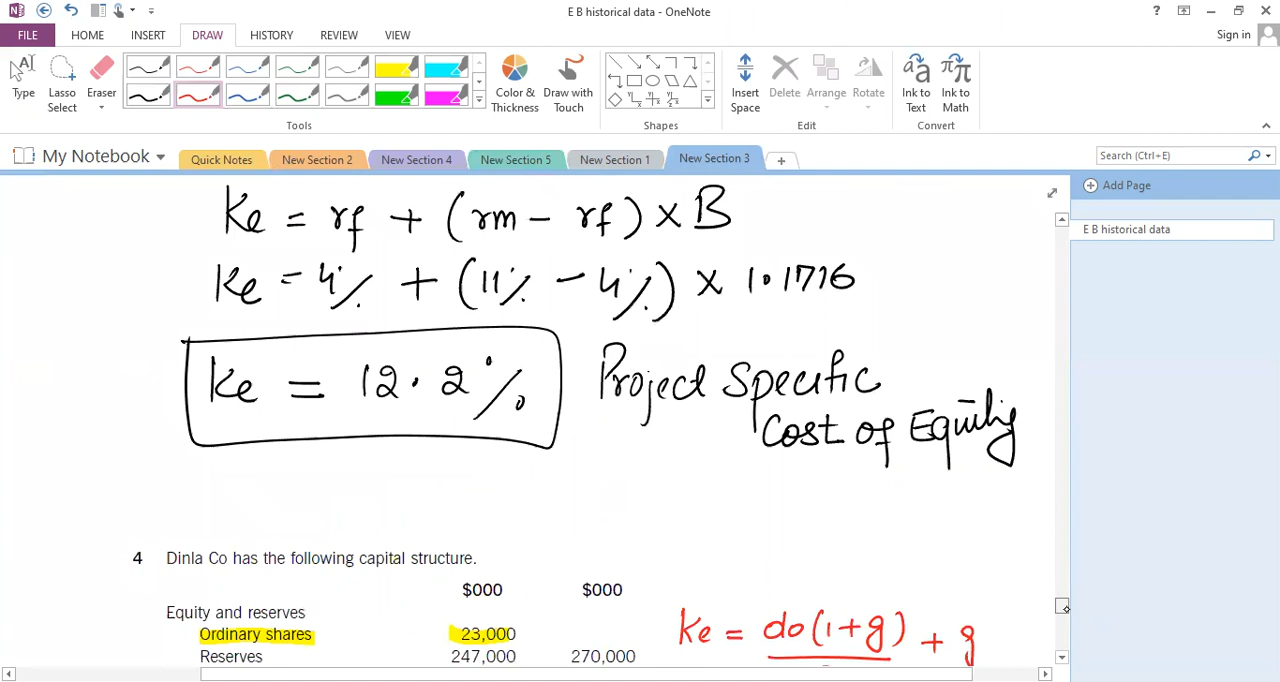 E B historical data - OneNote
?
Sign in
FILE HOME INSERT DRAW HISTORY REVIEW VIEW
Type
Lasso Select
Eraser
Color & Thickness
Draw with Touch
Insert Space
Delete
Arrange
Rotate
Ink to Text
Ink to Math
Tools
Shapes
Edit
Convert
My Notebook
Quick Notes
New Section 2
New Section 4
New Section 5
New Section 1
New Section 3
Search (Ctrl+E)
Add Page
E B historical data
Ke = rf + (rm - rf) × B
Ke = 4% + (11% - 4%) × 1.1776
Ke = 12.2%
Project Specific
Cost of Equity
4 Dinla Co has the following capital structure.
$000 $000
Equity and reserves
Ordinary shares 23,000
Reserves 247,000 270,000
Ke = do(1+g) + g